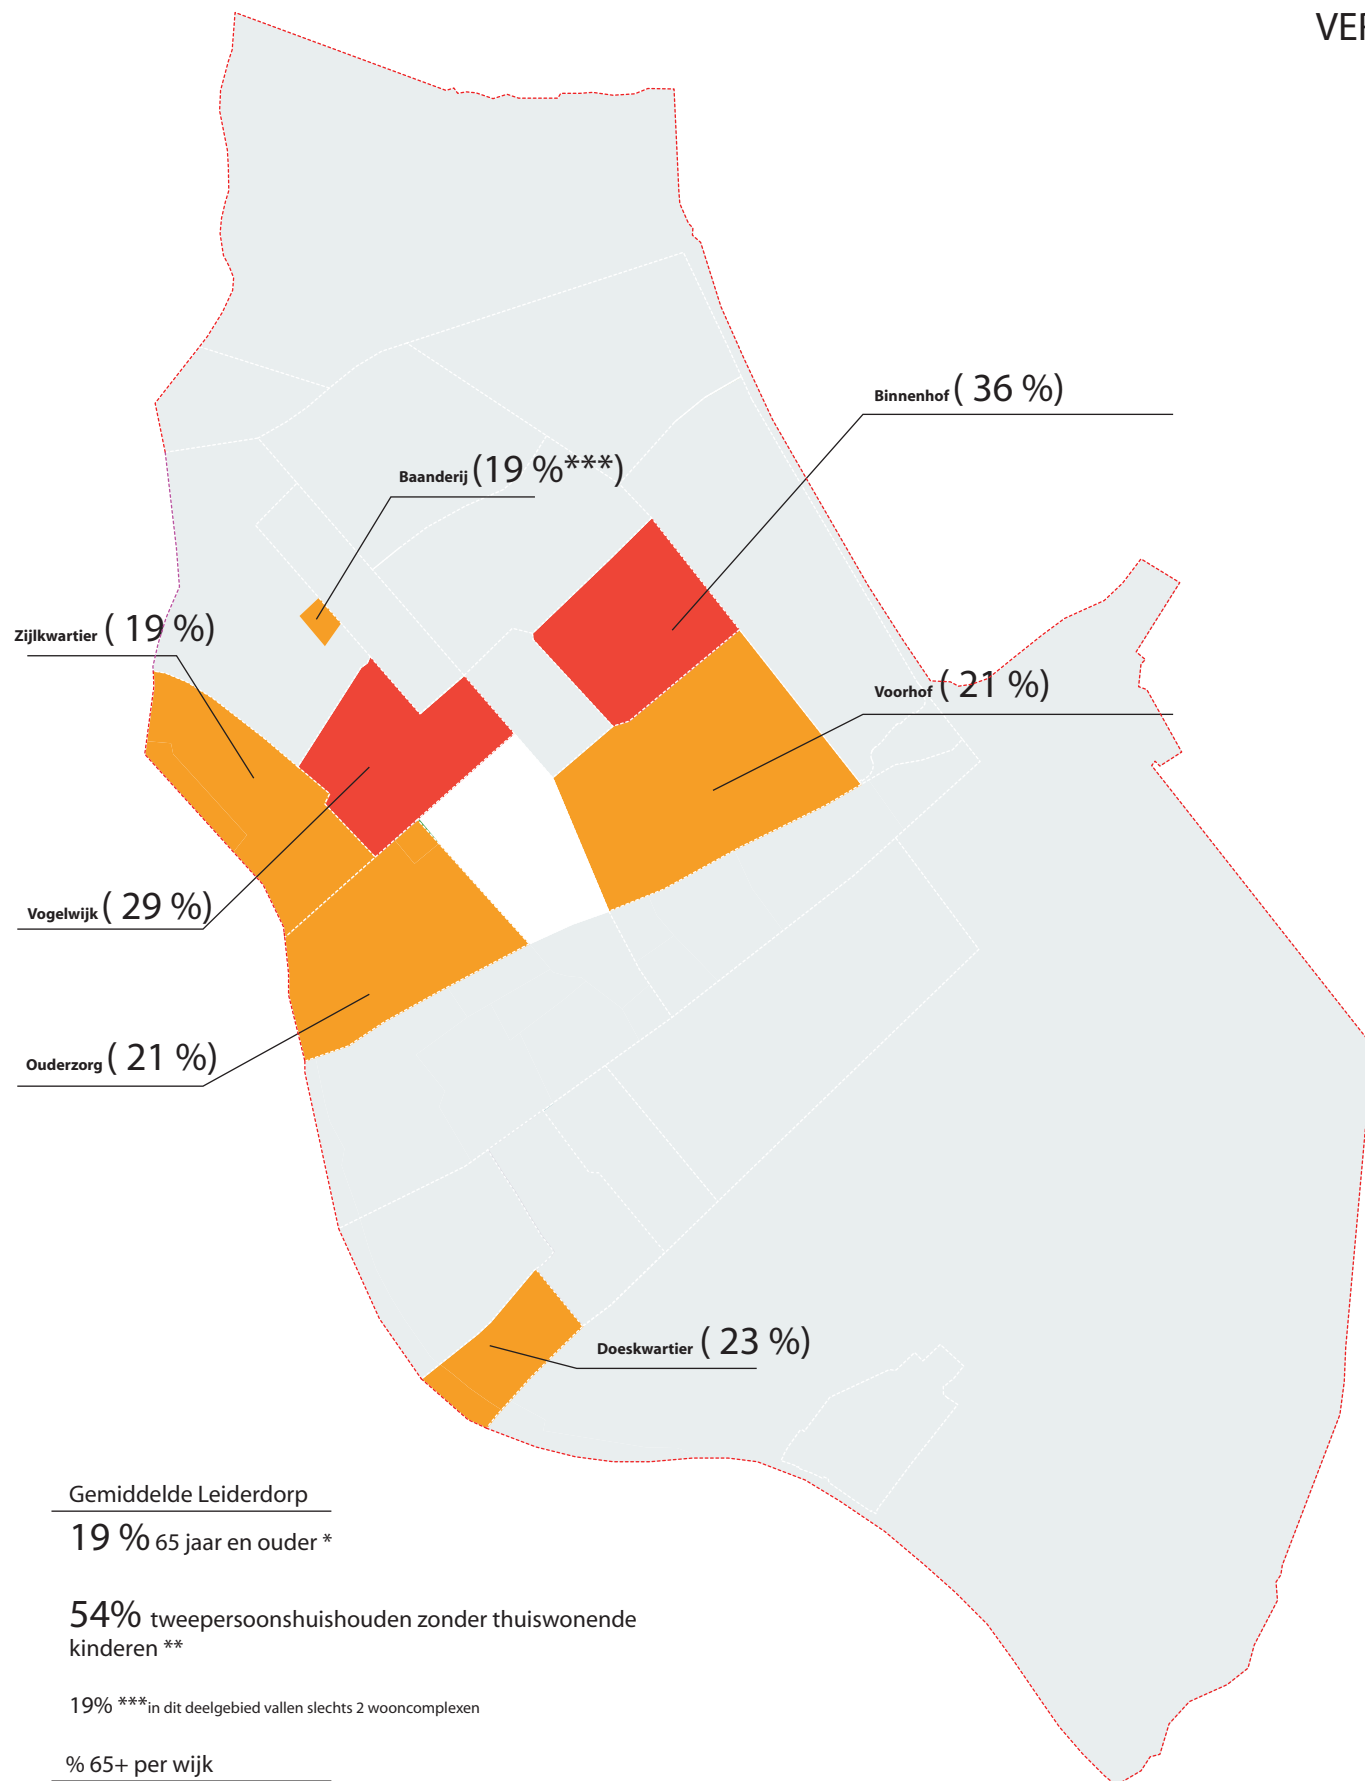 VER
Binnenhof ( 36 %)
Baanderij (19 %***)
Zijlkwartier ( 19 %)
Voorhof ( 21 %)
Vogelwijk ( 29 %)
Ouderzorg ( 21 %)
Doeskwartier ( 23 %)
Gemiddelde Leiderdorp
19 % 65 jaar en ouder *
54% tweepersoonshuishouden zonder thuiswonende
kinderen **
19% ***in dit deelgebied vallen slechts 2 wooncomplexen
% 65+ per wijk